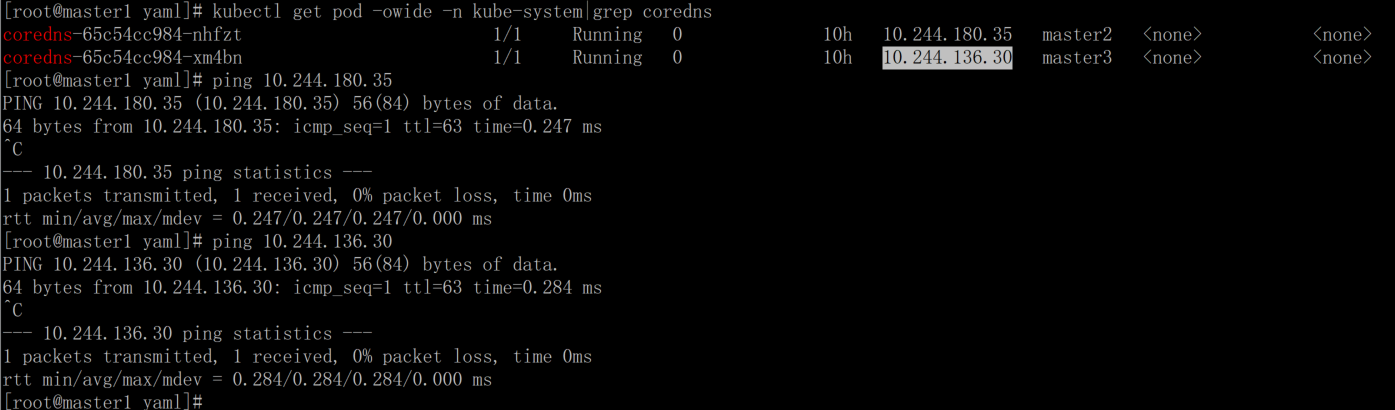 [root@master1 yaml]# kubectl get pod -owide -n kube-system|grep coredns
coredns-65c54cc984-nhfzt 1/1 Running 0 10h 10.244.180.35 master2 <none> <none>
coredns-65c54cc984-xm4bn 1/1 Running 0 10h 10.244.136.30 master3 <none> <none>
[root@master1 yaml]# ping 10.244.180.35
PING 10.244.180.35 (10.244.180.35) 56(84) bytes of data.
64 bytes from 10.244.180.35: icmp_seq=1 ttl=63 time=0.247 ms
^C
--- 10.244.180.35 ping statistics ---
1 packets transmitted, 1 received, 0% packet loss, time 0ms
rtt min/avg/max/mdev = 0.247/0.247/0.247/0.000 ms
[root@master1 yaml]# ping 10.244.136.30
PING 10.244.136.30 (10.244.136.30) 56(84) bytes of data.
64 bytes from 10.244.136.30: icmp_seq=1 ttl=63 time=0.284 ms
^C
--- 10.244.136.30 ping statistics ---
1 packets transmitted, 1 received, 0% packet loss, time 0ms
rtt min/avg/max/mdev = 0.284/0.284/0.284/0.000 ms
[root@master1 yaml]#